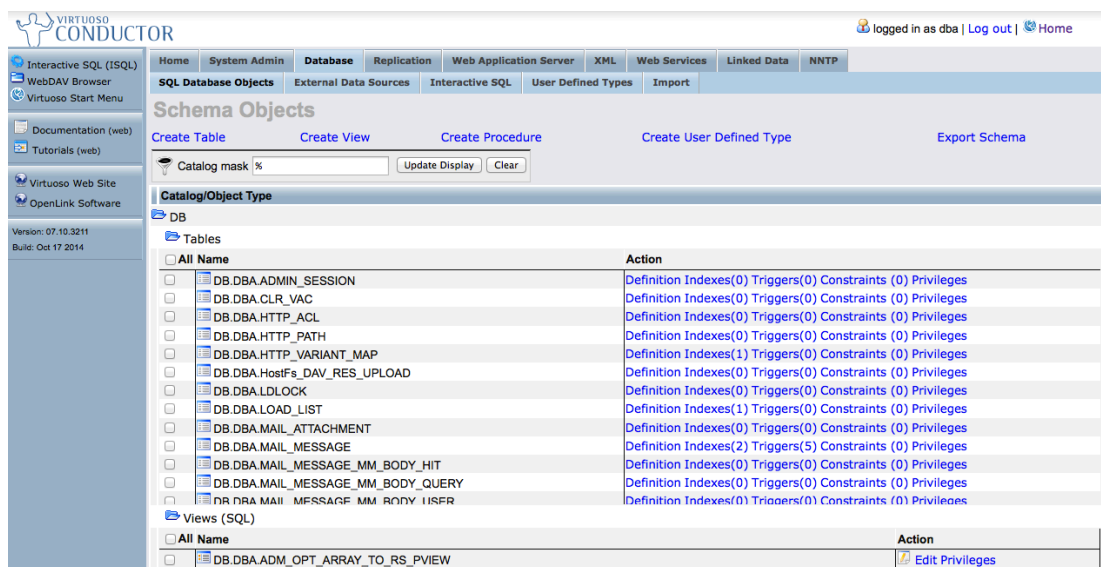 VIRTUOSO
CONDUCTOR
logged in as dba | Log out | Home
Interactive SQL (ISQL)
WebDAV Browser
Virtuoso Start Menu
Documentation (web)
Tutorials (web)
Virtuoso Web Site
OpenLink Software
Version: 07.10.3211
Build: Oct 17 2014
Home System Admin Database Replication Web Application Server XML Web Services Linked Data NNTP
SQL Database Objects External Data Sources Interactive SQL User Defined Types Import
Schema Objects
Create Table Create View Create Procedure Create User Defined Type Export Schema
Catalog mask % Update Display Clear
Catalog/Object Type
DB
Tables
All Name Action
DB.DBA.ADMIN_SESSION Definition Indexes(0) Triggers(0) Constraints (0) Privileges
DB.DBA.CLR_VAC Definition Indexes(0) Triggers(0) Constraints (0) Privileges
DB.DBA.HTTP_ACL Definition Indexes(0) Triggers(0) Constraints (0) Privileges
DB.DBA.HTTP_PATH Definition Indexes(0) Triggers(0) Constraints (0) Privileges
DB.DBA.HTTP_VARIANT_MAP Definition Indexes(1) Triggers(0) Constraints (0) Privileges
DB.DBA.HostFs_DAV_RES_UPLOAD Definition Indexes(0) Triggers(0) Constraints (0) Privileges
DB.DBA.LDLOCK Definition Indexes(0) Triggers(0) Constraints (0) Privileges
DB.DBA.LOAD_LIST Definition Indexes(1) Triggers(0) Constraints (0) Privileges
DB.DBA.MAIL_ATTACHMENT Definition Indexes(0) Triggers(0) Constraints (0) Privileges
DB.DBA.MAIL_MESSAGE Definition Indexes(2) Triggers(5) Constraints (0) Privileges
DB.DBA.MAIL_MESSAGE_MM_BODY_HIT Definition Indexes(0) Triggers(0) Constraints (0) Privileges
DB.DBA.MAIL_MESSAGE_MM_BODY_QUERY Definition Indexes(0) Triggers(0) Constraints (0) Privileges
DB.DBA.MAIL_MESSAGE_MM_BODY_USER Definition Indexes(0) Triggers(0) Constraints (0) Privileges
Views (SQL)
All Name Action
DB.DBA.ADM_OPT_ARRAY_TO_RS_PVIEW Edit Privileges